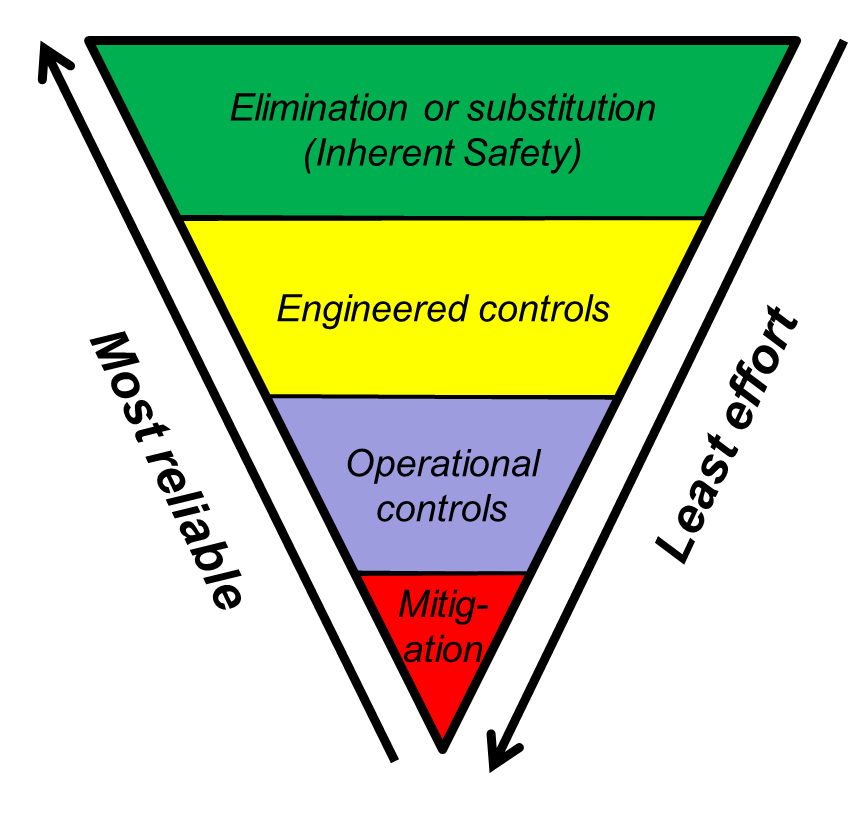 Elimination or substitution
(Inherent Safety)
Engineered controls
Operational
controls
Mitig-
ation
Most reliable
Least effort